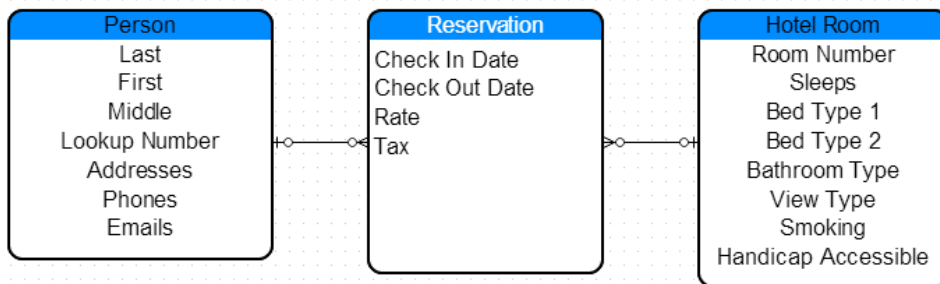 Person
Last
First
Middle
Lookup Number
Addresses
Phones
Emails
Reservation
Check In Date
Check Out Date
Rate
Tax
Hotel Room
Room Number
Sleeps
Bed Type 1
Bed Type 2
Bathroom Type
View Type
Smoking
Handicap Accessible